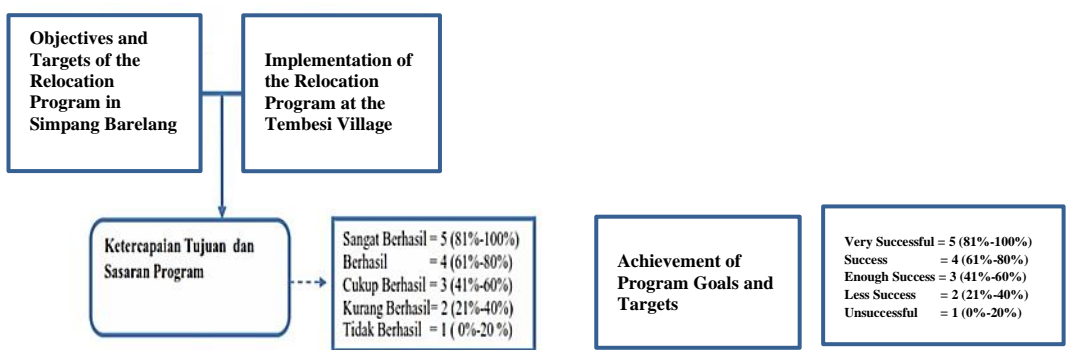 Objectives and
Targets of the
Relocation
Program in
Simpang Barelang
Implementation of
the Relocation
Program at the
Tembesi Village
Ketercapaian Tujuan dan
Sasaran Program
Sangat Berhasil = 5 (81%-100%)
Berhasil = 4 (61%-80%)
Cukup Berhasil = 3 (41%-60%)
Kurang Berhasil= 2 (21%-40%)
Tidak Berhasil = 1 ( 0%-20 %)
Achievement of
Program Goals and
Targets
Very Successful = 5 (81%-100%)
Success = 4 (61%-80%)
Enough Success = 3 (41%-60%)
Less Success = 2 (21%-40%)
Unsuccessful = 1 (0%-20%)